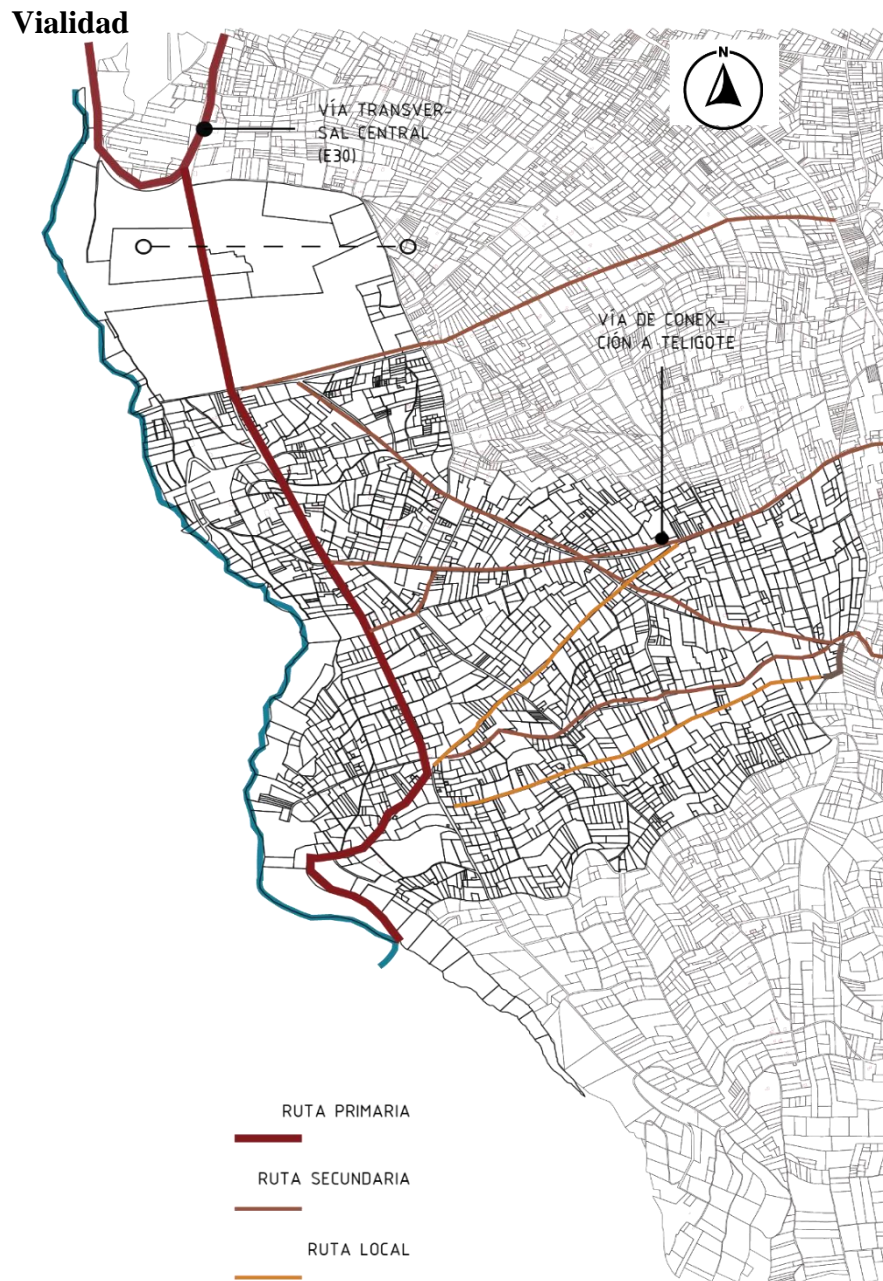 Vialidad
N
VÍA TRANSVER-
SAL CENTRAL
(E30)
VÍA DE CONEX-
CIÓN A TELIGOTE
RUTA PRIMARIA
RUTA SECUNDARIA
RUTA LOCAL